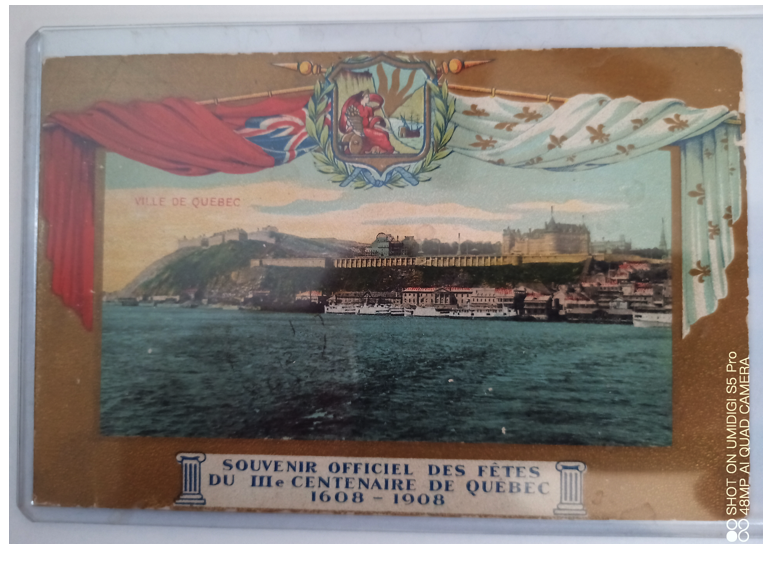 VILLE DE QUEBEC
SOUVENIR OFFICIEL DES FÊTES
DU IIIe CENTENAIRE DE QUÉBEC
1608 - 1908
SHOT ON UMIDIGI S5 Pro
48MP AI QUAD CAMERA